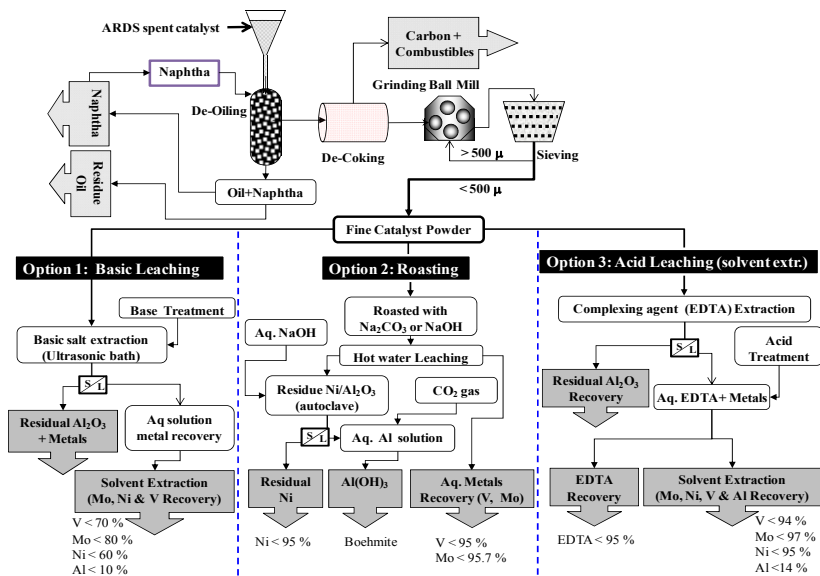 ARDS spent catalyst
Carbon +
Combustibles
Naphtha
Naphtha
De-Oiling
Grinding Ball Mill
De-Coking
> 500 µ
Sieving
Residue
Oil
Oil+Naphtha
< 500 µ
Fine Catalyst Powder
Option 1: Basic Leaching
Base Treatment
Basic salt extraction
(Ultrasonic bath)
S/L
Residual Al₂O₃
+ Metals
Aq solution
metal recovery
Solvent Extraction
(Mo, Ni & V Recovery)
V < 70 %
Mo < 80 %
Ni < 60 %
Al < 10 %
Option 2: Roasting
Roasted with
Na₂CO₃ or NaOH
Aq. NaOH
Hot water Leaching
Residue Ni/Al₂O₃
(autoclave)
CO₂ gas
S/L
Aq. Al solution
Residual
Ni
Al(OH)₃
Aq. Metals
Recovery (V, Mo)
Ni < 95 %
Boehmite
V < 95 %
Mo < 95.7 %
Option 3: Acid Leaching (solvent extr.)
Complexing agent (EDTA) Extraction
S/L
Acid
Treatment
Residual Al₂O₃
Recovery
Aq. EDTA+ Metals
EDTA
Recovery
Solvent Extraction
(Mo, Ni, V & Al Recovery)
EDTA < 95 %
V < 94 %
Mo < 97 %
Ni < 95 %
Al <14 %